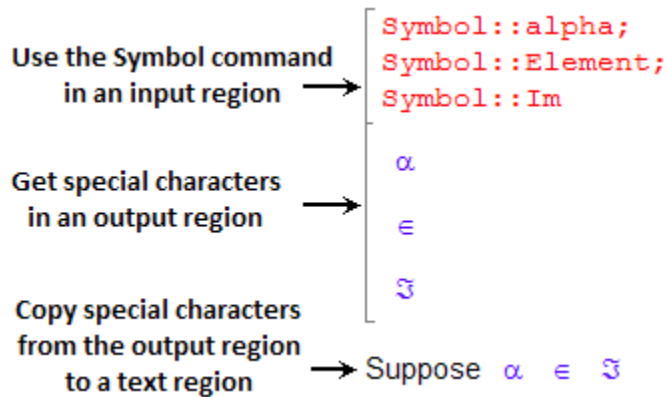 Use the Symbol command
in an input region
Symbol::alpha;
Symbol::Element;
Symbol::Im
Get special characters
in an output region
α
∈
ℑ
Copy special characters
from the output region
to a text region
Suppose α ∈ ℑ